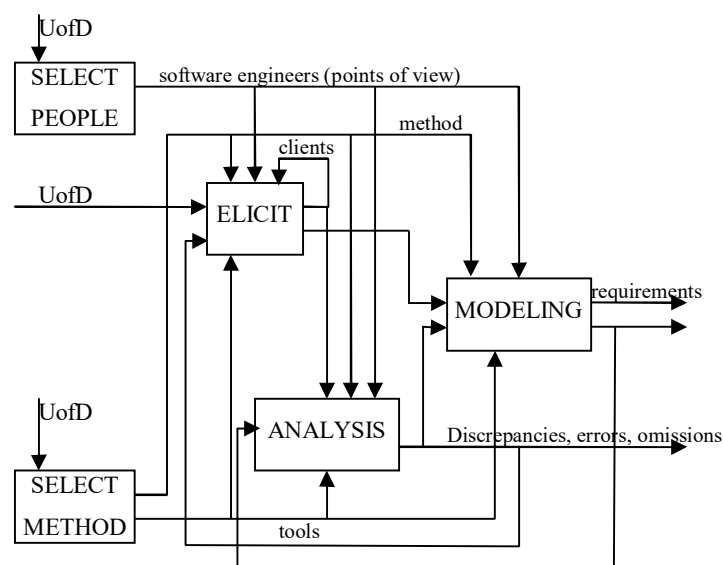 UofD
SELECT
PEOPLE
software engineers (points of view)
method
clients
UofD
ELICIT
requirements
MODELING
UofD
ANALYSIS
Discrepancies, errors, omissions
SELECT
METHOD
tools